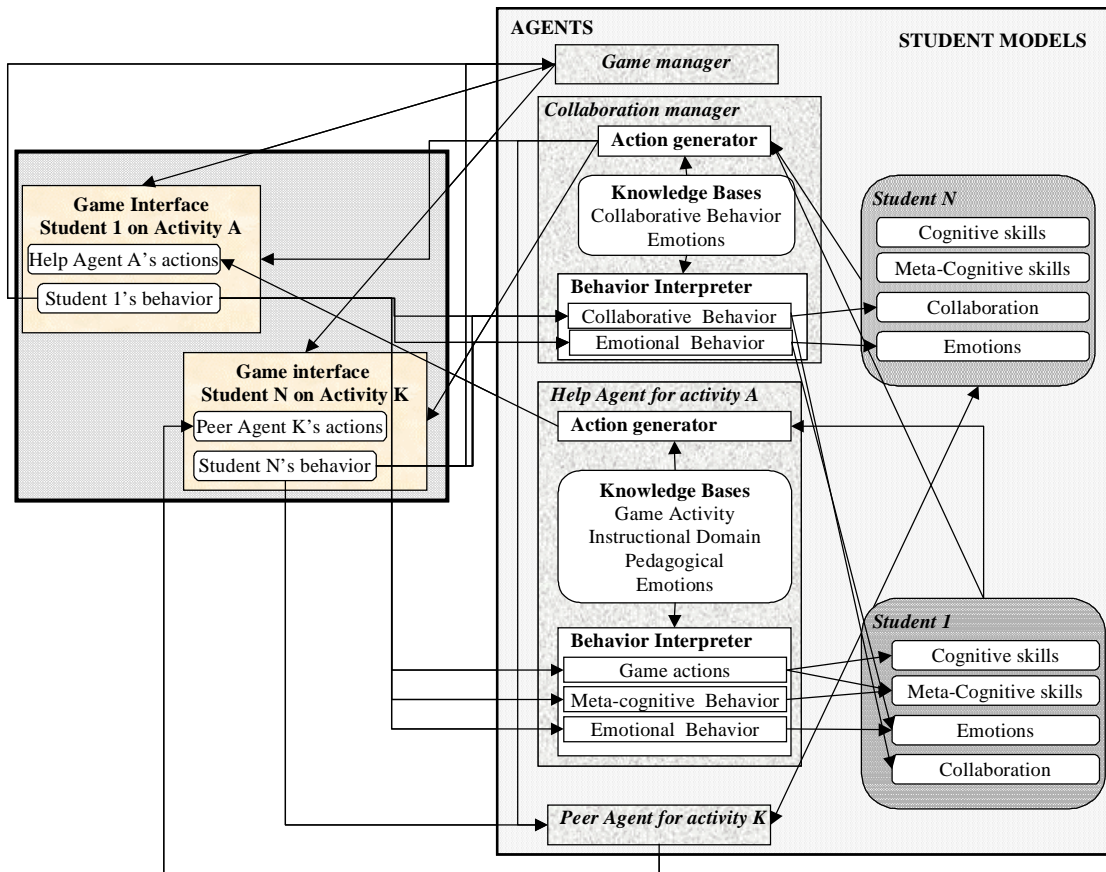 AGENTS
STUDENT MODELS
Game manager
Collaboration manager
Action generator
Knowledge Bases
Collaborative Behavior
Emotions
Behavior Interpreter
Collaborative Behavior
Emotional Behavior
Game Interface
Student 1 on Activity A
Help Agent A's actions
Student 1's behavior
Game interface
Student N on Activity K
Peer Agent K's actions
Student N's behavior
Student N
Cognitive skills
Meta-Cognitive skills
Collaboration
Emotions
Help Agent for activity A
Action generator
Knowledge Bases
Game Activity
Instructional Domain
Pedagogical
Emotions
Behavior Interpreter
Game actions
Meta-cognitive Behavior
Emotional Behavior
Student 1
Cognitive skills
Meta-Cognitive skills
Emotions
Collaboration
Peer Agent for activity K